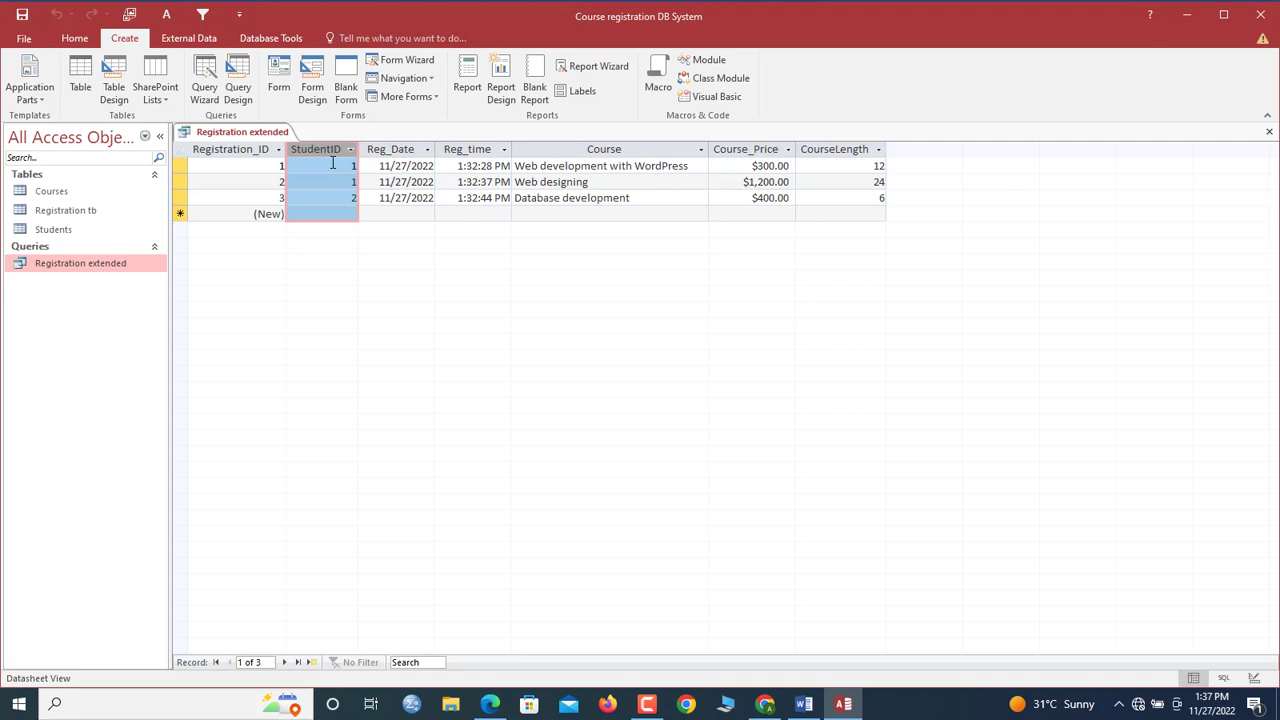 Course registration DB System
?
File
Home
Create
External Data
Database Tools
Tell me what you want to do...
Application Parts
Templates
Table
Table Design
SharePoint Lists
Tables
Query Wizard
Query Design
Queries
Form
Form Design
Blank Form
Form Wizard
Navigation
More Forms
Forms
Report
Report Design
Blank Report
Report Wizard
Labels
Reports
Macro
Module
Class Module
Visual Basic
Macros & Code
All Access Obje...
Search...
Tables
Courses
Registration tb
Students
Queries
Registration extended
Registration extended
Registration_ID StudentID Reg_Date Reg_time Course Course_Price CourseLength
1 1 11/27/2022 1:32:28 PM Web development with WordPress $300.00 12
2 1 11/27/2022 1:32:37 PM Web designing $1,200.00 24
3 2 11/27/2022 1:32:44 PM Database development $400.00 6
(New)
Record: 1 of 3 No Filter Search
Datasheet View
SQL
31°C Sunny
1:37 PM
11/27/2022